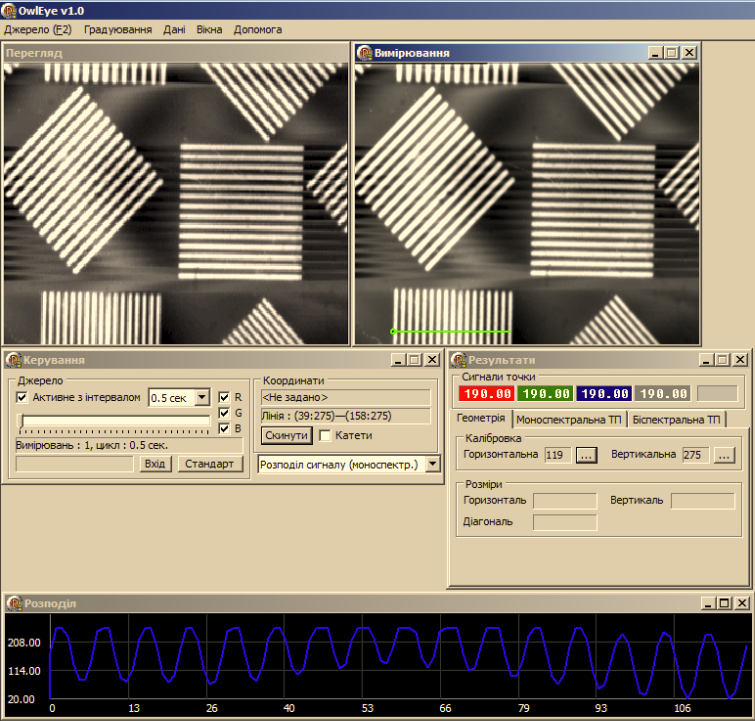 OwlEye v1.0
Джерело (F2) Градуювання Дані Вікна Допомога
Перегляд
Вимірювання
Керування
Джерело
Активне з інтервалом 0.5 сек
R
G
B
Вимірювань : 1, цикл : 0.5 сек.
Вхід Стандарт
Координати
<Не задано>
Лінія : (39:275)—(158:275)
Скинути Катети
Розподіл сигналу (моноспектр.)
Результати
Сигнали точки
190.00 190.00 190.00 190.00
Геометрія Моноспектральна ТП Біспектральна ТП
Калібровка
Горизонтальна 119 ... Вертикальна 275 ...
Розміри
Горизонталь Вертикаль
Діагональ
Розподіл
208.00
114.00
20.00
0 13 26 40 53 66 79 93 106